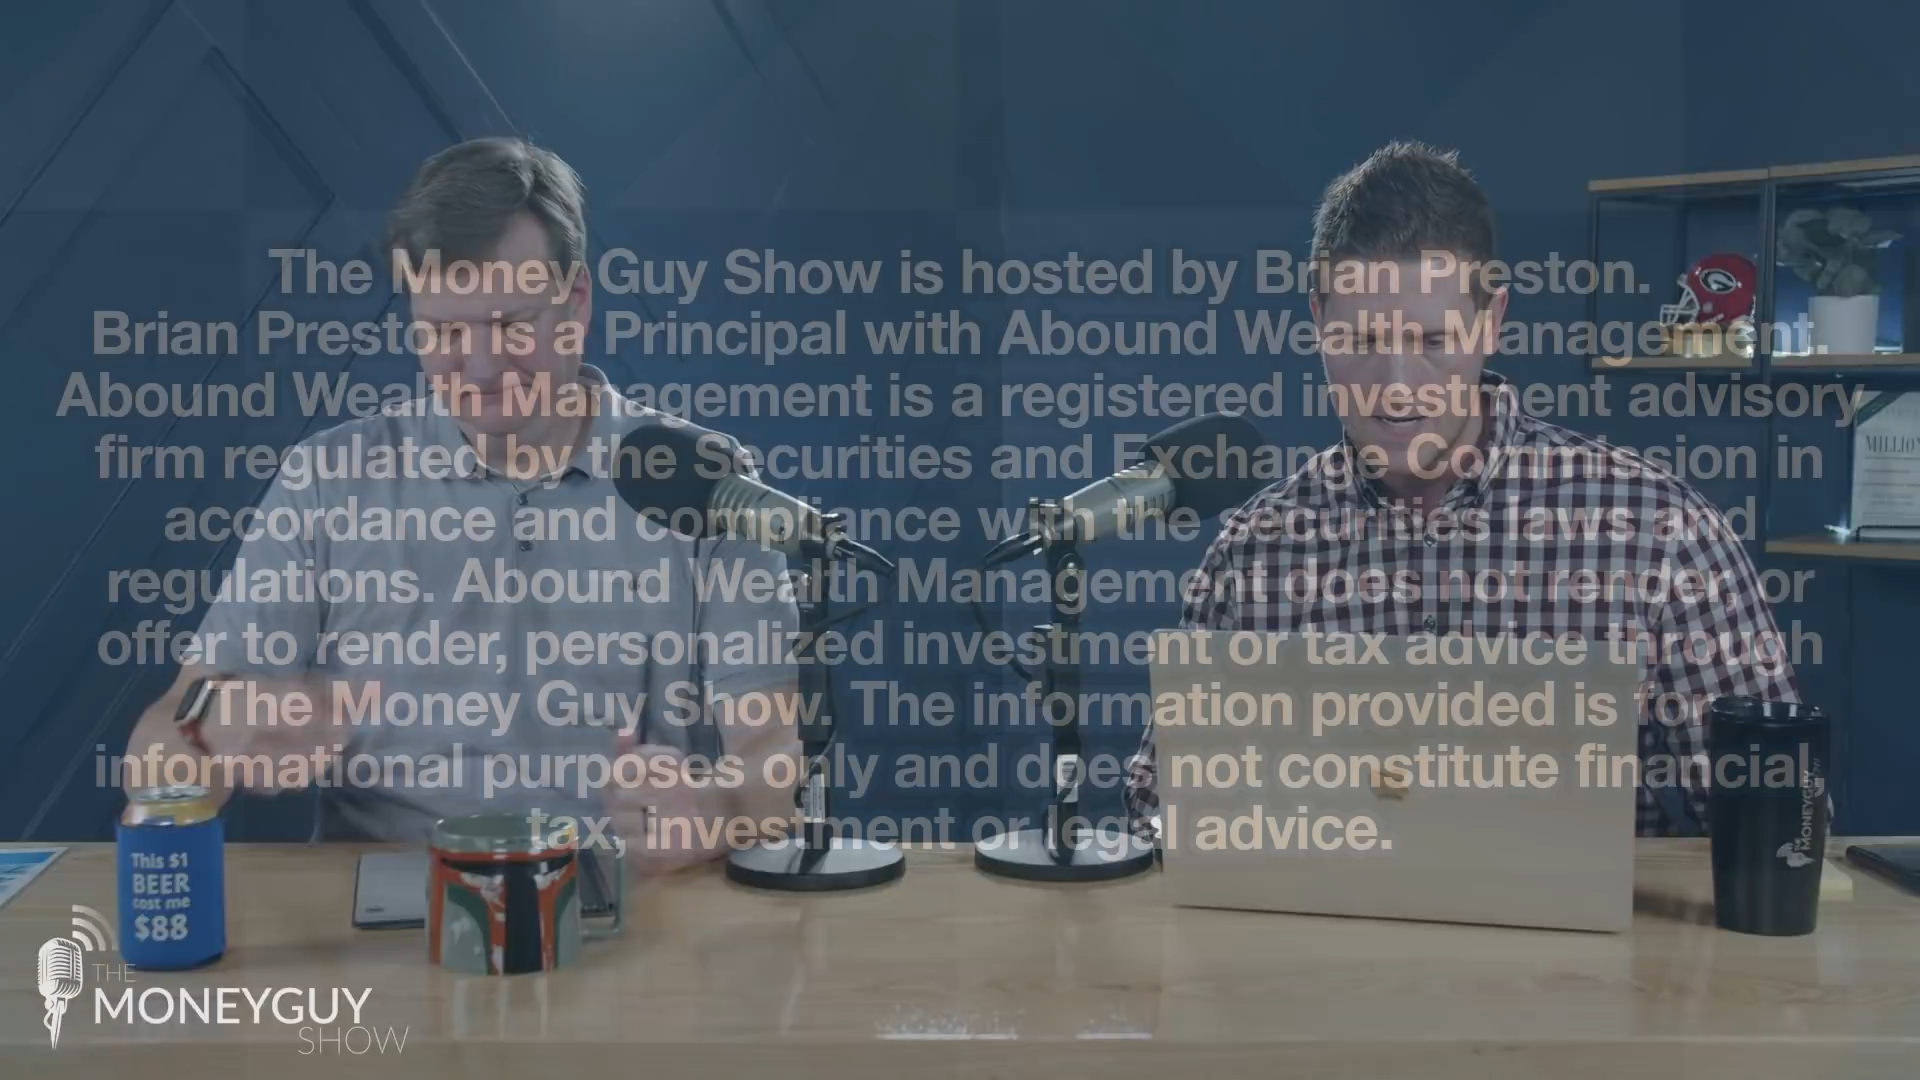 The Money Guy Show is hosted by Brian Preston.
Brian Preston is a Principal with Abound Wealth Management.
Abound Wealth Management is a registered investment advisory
firm regulated by the Securities and Exchange Commission in
accordance and compliance with the securities laws and
regulations. Abound Wealth Management does not render, or
offer to render, personalized investment or tax advice through
The Money Guy Show. The information provided is for
informational purposes only and does not constitute financial,
tax, investment or legal advice.
This $1
BEER
cost me
$88
THE
MONEYGUY
SHOW
MONEYGUY